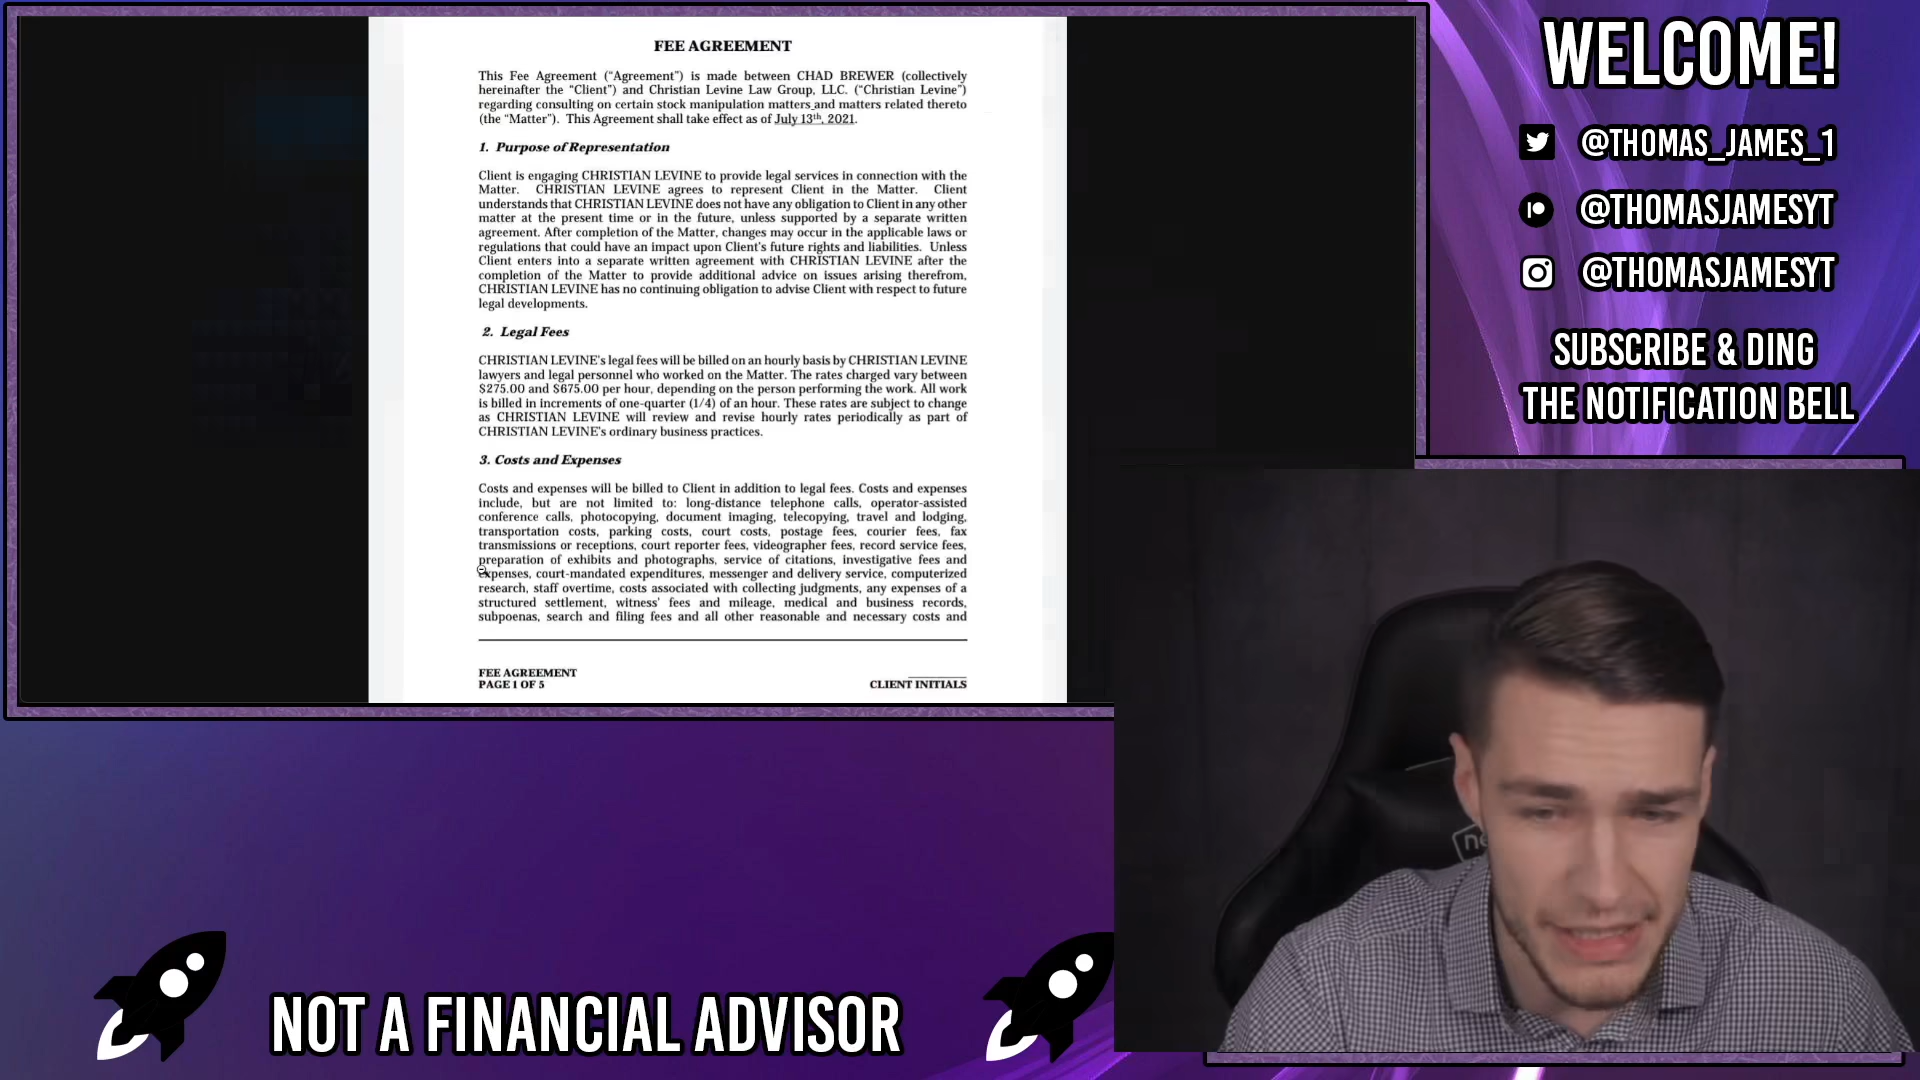 FEE AGREEMENT
This Fee Agreement (“Agreement”) is made between CHAD BREWER (collectively
hereinafter the “Client”) and Christian Levine Law Group, LLC. (“Christian Levine”)
regarding consulting on certain stock manipulation matters and matters related thereto
(the “Matter”). This Agreement shall take effect as of July 13th, 2021.
1. Purpose of Representation
Client is engaging CHRISTIAN LEVINE to provide legal services in connection with the
Matter. CHRISTIAN LEVINE agrees to represent Client in the Matter. Client
understands that CHRISTIAN LEVINE does not have any obligation to Client in any other
matter at the present time or in the future, unless supported by a separate written
agreement. After completion of the Matter, changes may occur in the applicable laws or
regulations that could have an impact upon Client’s future rights and liabilities. Unless
Client enters into a separate written agreement with CHRISTIAN LEVINE after the
completion of the Matter to provide additional advice on issues arising therefrom,
CHRISTIAN LEVINE has no continuing obligation to advise Client with respect to future
legal developments.
2. Legal Fees
CHRISTIAN LEVINE’s legal fees will be billed on an hourly basis by CHRISTIAN LEVINE
lawyers and legal personnel who worked on the Matter. The rates charged vary between
$275.00 and $675.00 per hour, depending on the person performing the work. All work
is billed in increments of one-quarter (1/4) of an hour. These rates are subject to change
as CHRISTIAN LEVINE will review and revise hourly rates periodically as part of
CHRISTIAN LEVINE’s ordinary business practices.
3. Costs and Expenses
Costs and expenses will be billed to Client in addition to legal fees. Costs and expenses
include, but are not limited to: long-distance telephone calls, operator-assisted
conference calls, photocopying, document imaging, telecopying, travel and lodging,
transportation costs, parking costs, court costs, postage fees, courier fees, fax
transmissions or receptions, court reporter fees, videographer fees, record service fees,
preparation of exhibits and photographs, service of citations, investigative fees and
expenses, court-mandated expenditures, messenger and delivery service, computerized
research, staff overtime, costs associated with collecting judgments, any expenses of a
structured settlement, witness’ fees and mileage, medical and business records,
subpoenas, search and filing fees and all other reasonable and necessary costs and
FEE AGREEMENT
PAGE 1 OF 5
CLIENT INITIALS
WELCOME!
@THOMAS_JAMES_1
@THOMASJAMESYT
@THOMASJAMESYT
SUBSCRIBE & DING
THE NOTIFICATION BELL
NOT A FINANCIAL ADVISOR